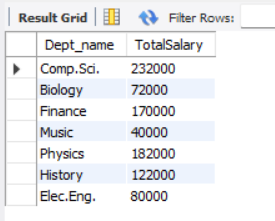 Result Grid Filter Rows:
Dept_name TotalSalary
Comp.Sci. 232000
Biology 72000
Finance 170000
Music 40000
Physics 182000
History 122000
Elec.Eng. 80000